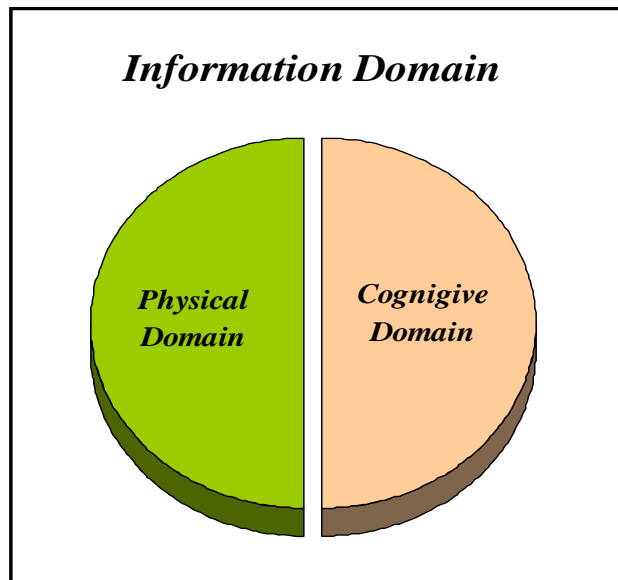 Information Domain
Physical
Domain
Cognigive
Domain